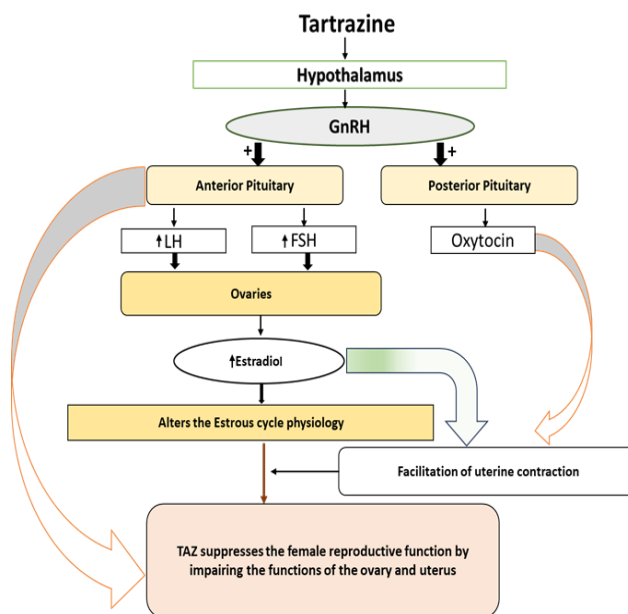 Tartrazine
Hypothalamus
GnRH
+
+
Anterior Pituitary
Posterior Pituitary
↑LH
↑FSH
Oxytocin
Ovaries
↑Estradiol
Alters the Estrous cycle physiology
Facilitation of uterine contraction
TAZ suppresses the female reproductive function by
impairing the functions of the ovary and uterus